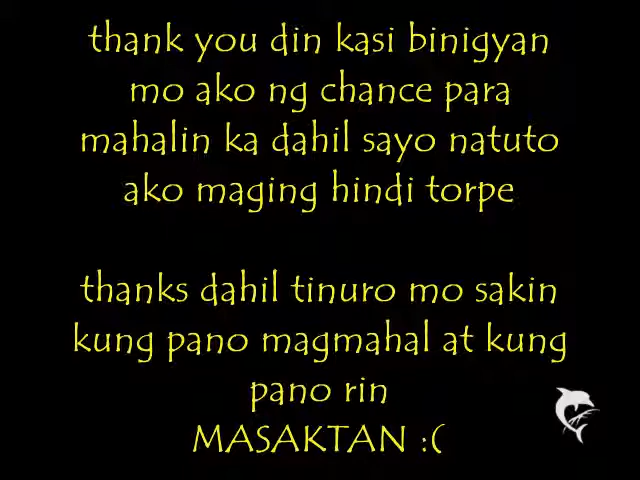 thank you din kasi binigyan
mo ako ng chance para
mahalin ka dahil sayo natuto
ako maging hindi torpe
thanks dahil tinuro mo sakin
kung pano magmahal at kung
pano rin
MASAKTAN :(